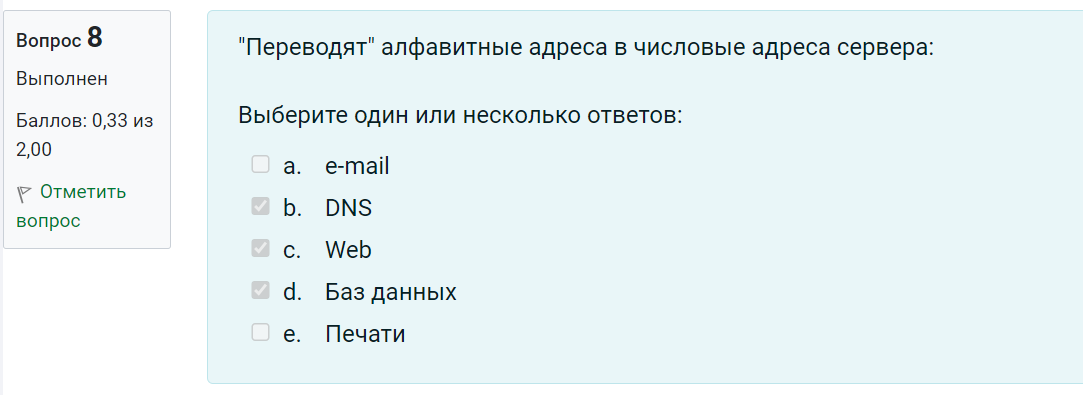 Вопрос 8
Выполнен
Баллов: 0,33 из
2,00
Отметить
вопрос
"Переводят" алфавитные адреса в числовые адреса сервера:
Выберите один или несколько ответов:
a. e-mail
b. DNS
c. Web
d. Баз данных
e. Печати